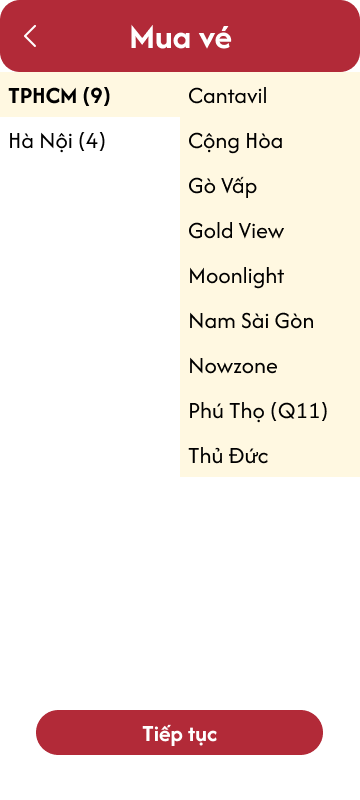 Mua vé
TPHCM (9)
Hà Nội (4)
Cantavil
Cộng Hòa
Gò Vấp
Gold View
Moonlight
Nam Sài Gòn
Nowzone
Phú Thọ (Q11)
Thủ Đức
Tiếp tục